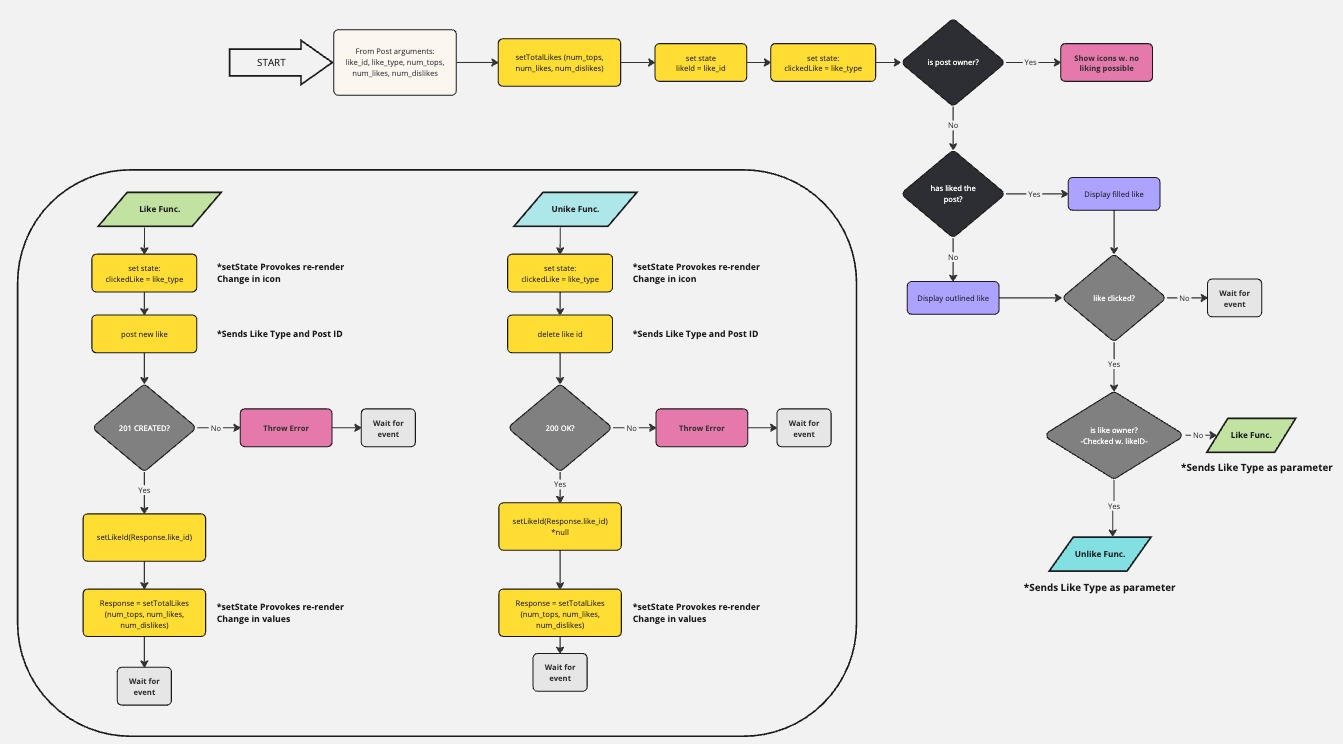 START
From Post arguments:
like_id, like_type, num_tops,
num_likes, num_dislikes
setTotalLikes (num_tops,
num_likes, num_dislikes)
set state
likeId = like_id
set state:
clickedLike = like_type
is post owner?
Yes
Show icons w. no
liking possible
No
has liked the
post?
Yes
Display filled like
No
Display outlined like
like clicked?
No
Wait for
event
Yes
is like owner?
-Checked w. likeID-
No
Like Func.
*Sends Like Type as parameter
Yes
Unlike Func.
*Sends Like Type as parameter
Like Func.
set state:
clickedLike = like_type
*setState Provokes re-render
Change in icon
post new like
*Sends Like Type and Post ID
201 CREATED?
No
Throw Error
Wait for
event
Yes
setLikeId(Response.like_id)
Response = setTotalLikes
(num_tops, num_likes,
num_dislikes)
*setState Provokes re-render
Change in values
Wait for
event
Unike Func.
set state:
clickedLike = like_type
*setState Provokes re-render
Change in icon
delete like id
*Sends Like Type and Post ID
200 OK?
No
Throw Error
Wait for
event
Yes
setLikeId(Response.like_id)
*null
Response = setTotalLikes
(num_tops, num_likes,
num_dislikes)
*setState Provokes re-render
Change in values
Wait for
event